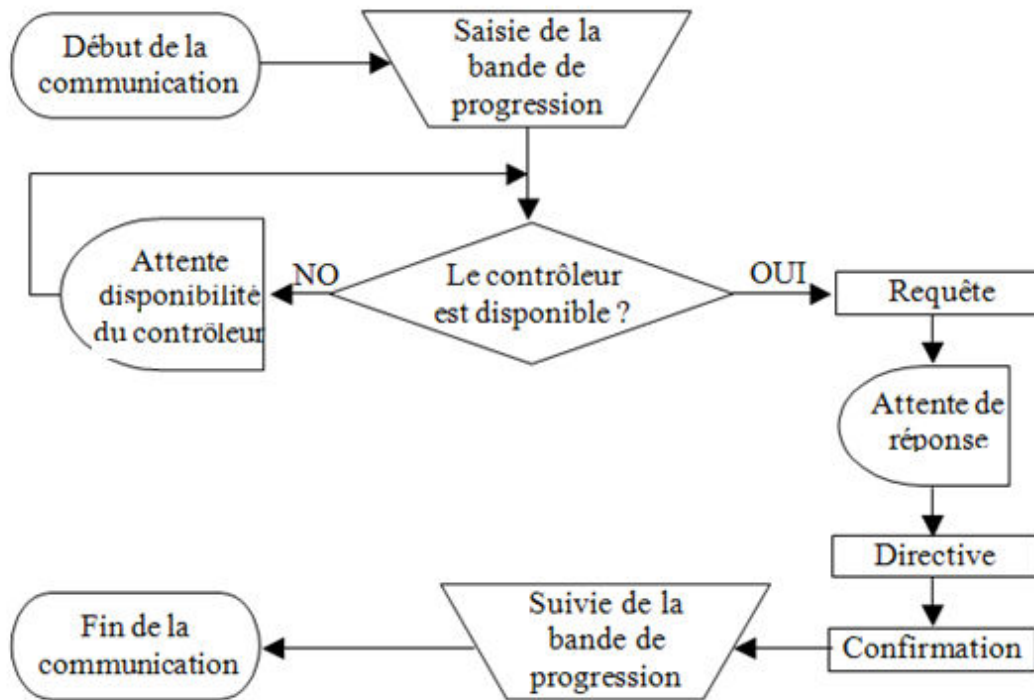 Début de la
communication
Saisie de la
bande de
progression
Attente
disponibilité
du contrôleur
NO
Le contrôleur
est disponible ?
OUI
Requête
Attente de
réponse
Directive
Confirmation
Suivie de la
bande de
progression
Fin de la
communication